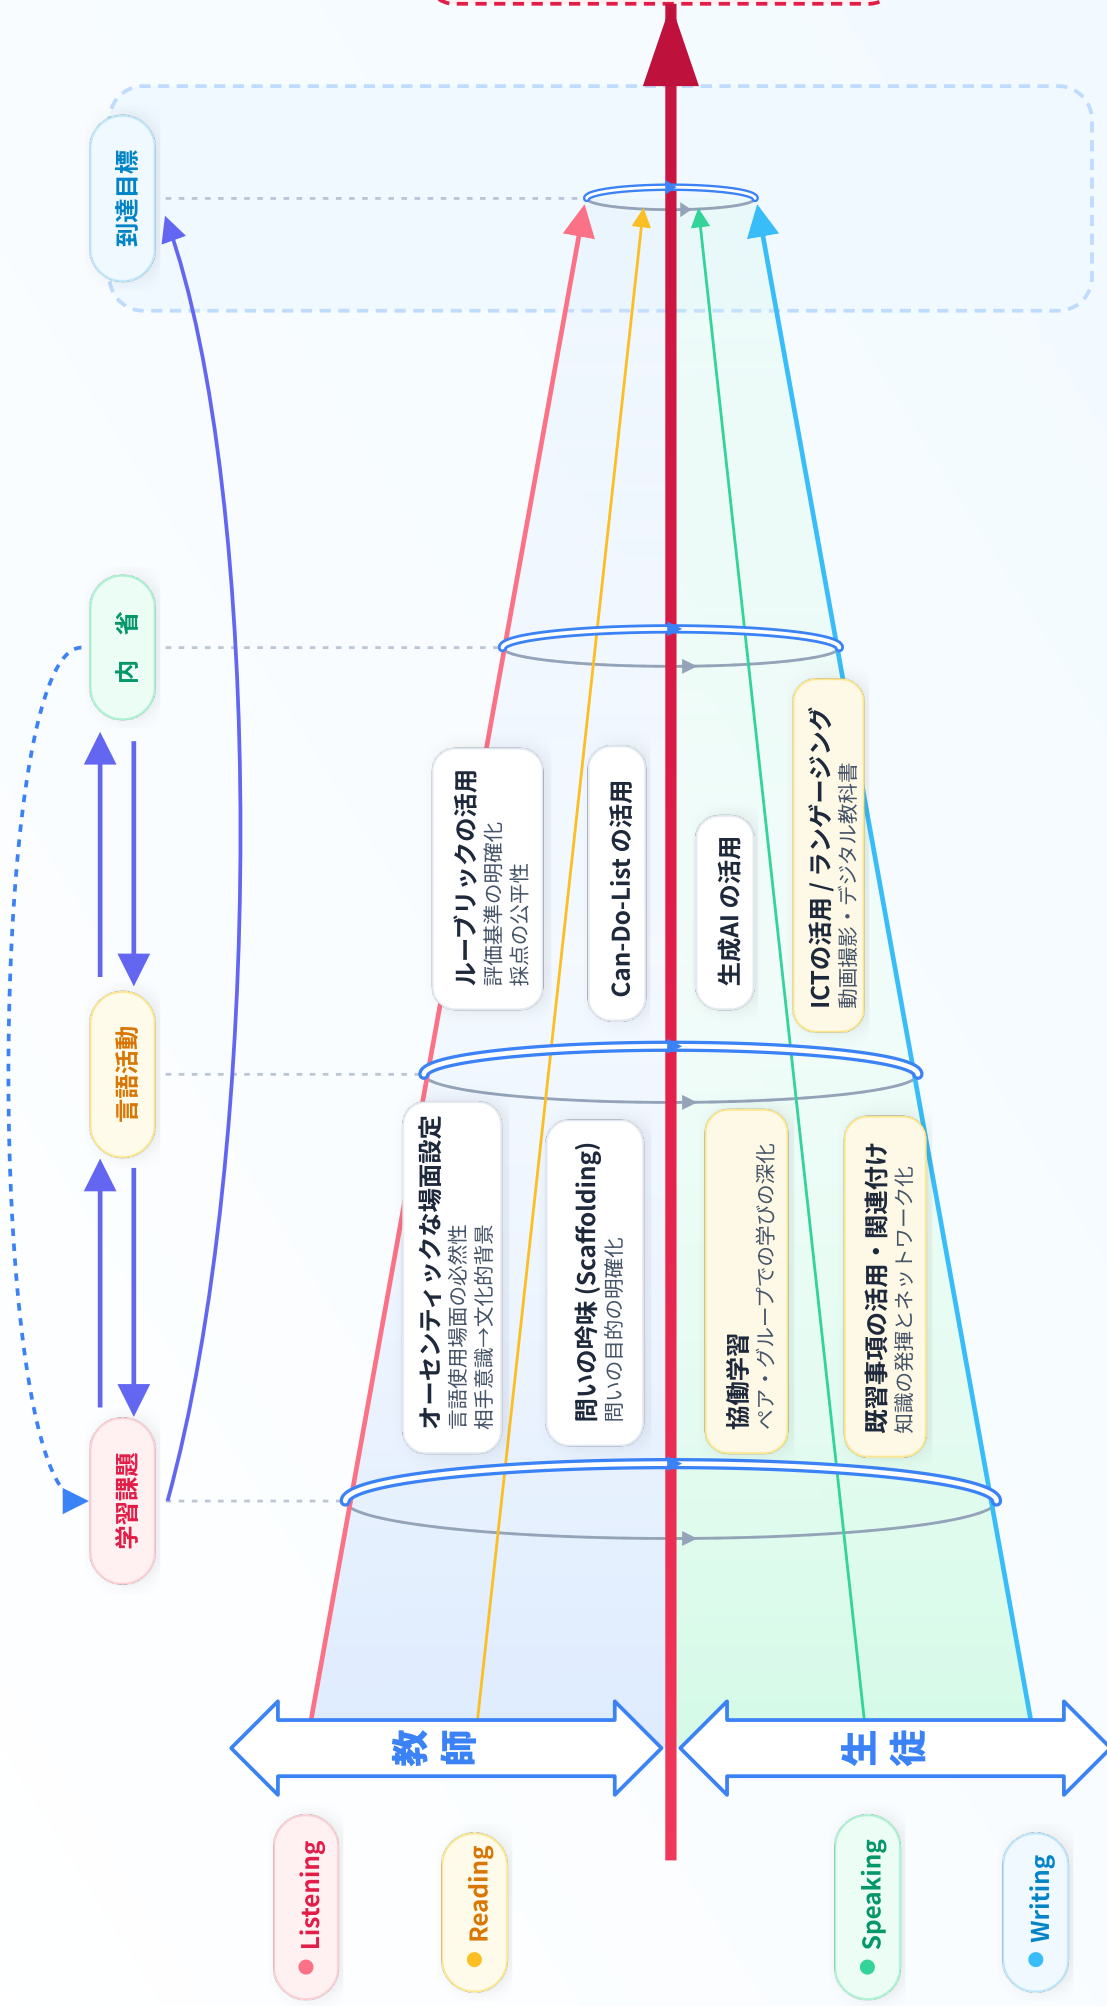 学習課題
言語活動
内 省
到達目標
● Listening
● Reading
● Speaking
● Writing
教師
生徒
オーセンティックな場面設定
言語使用場面の必然性
相手意識→文化的背景
ルーブリックの活用
評価基準の明確化
採点の公平性
問いの吟味 (Scaffolding)
問いの目的の明確化
Can-Do-List の活用
協働学習
ペア・グループでの学びの深化
生成AI の活用
既習事項の活用・関連付け
知識の発揮とネットワーク化
ICTの活用 / ランゲージング
動画撮影・デジタル教科書